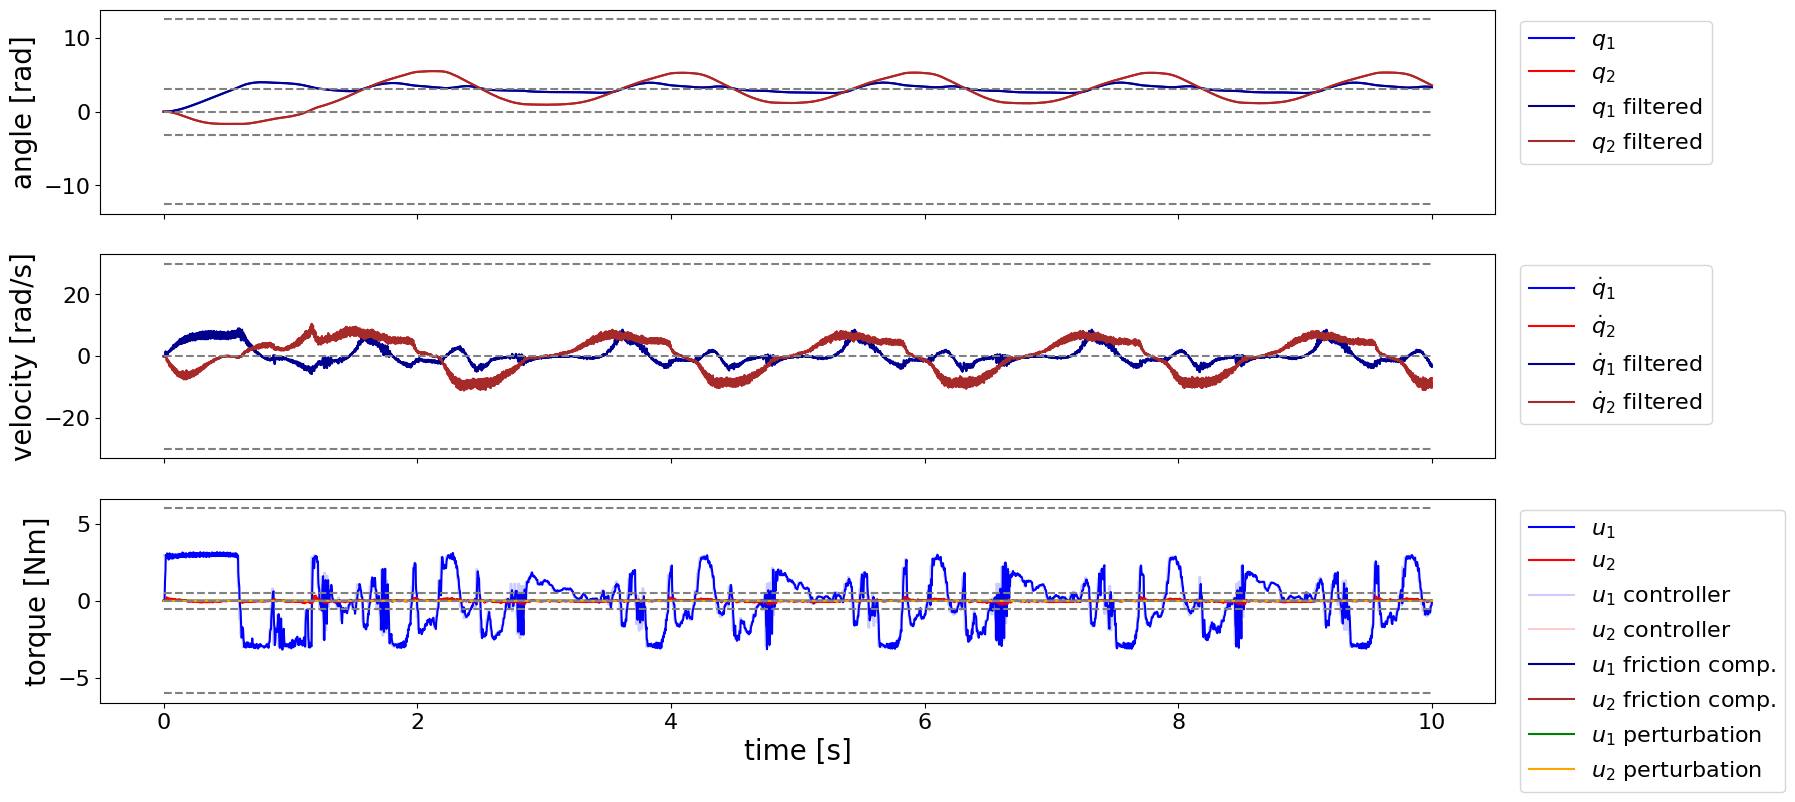 angle [rad]
10
0
−10
q₁
q₂
q₁ filtered
q₂ filtered
velocity [rad/s]
20
0
−20
q̇₁
q̇₂
q̇₁ filtered
q̇₂ filtered
torque [Nm]
5
0
−5
0 2 4 6 8 10
time [s]
u₁
u₂
u₁ controller
u₂ controller
u₁ friction comp.
u₂ friction comp.
u₁ perturbation
u₂ perturbation